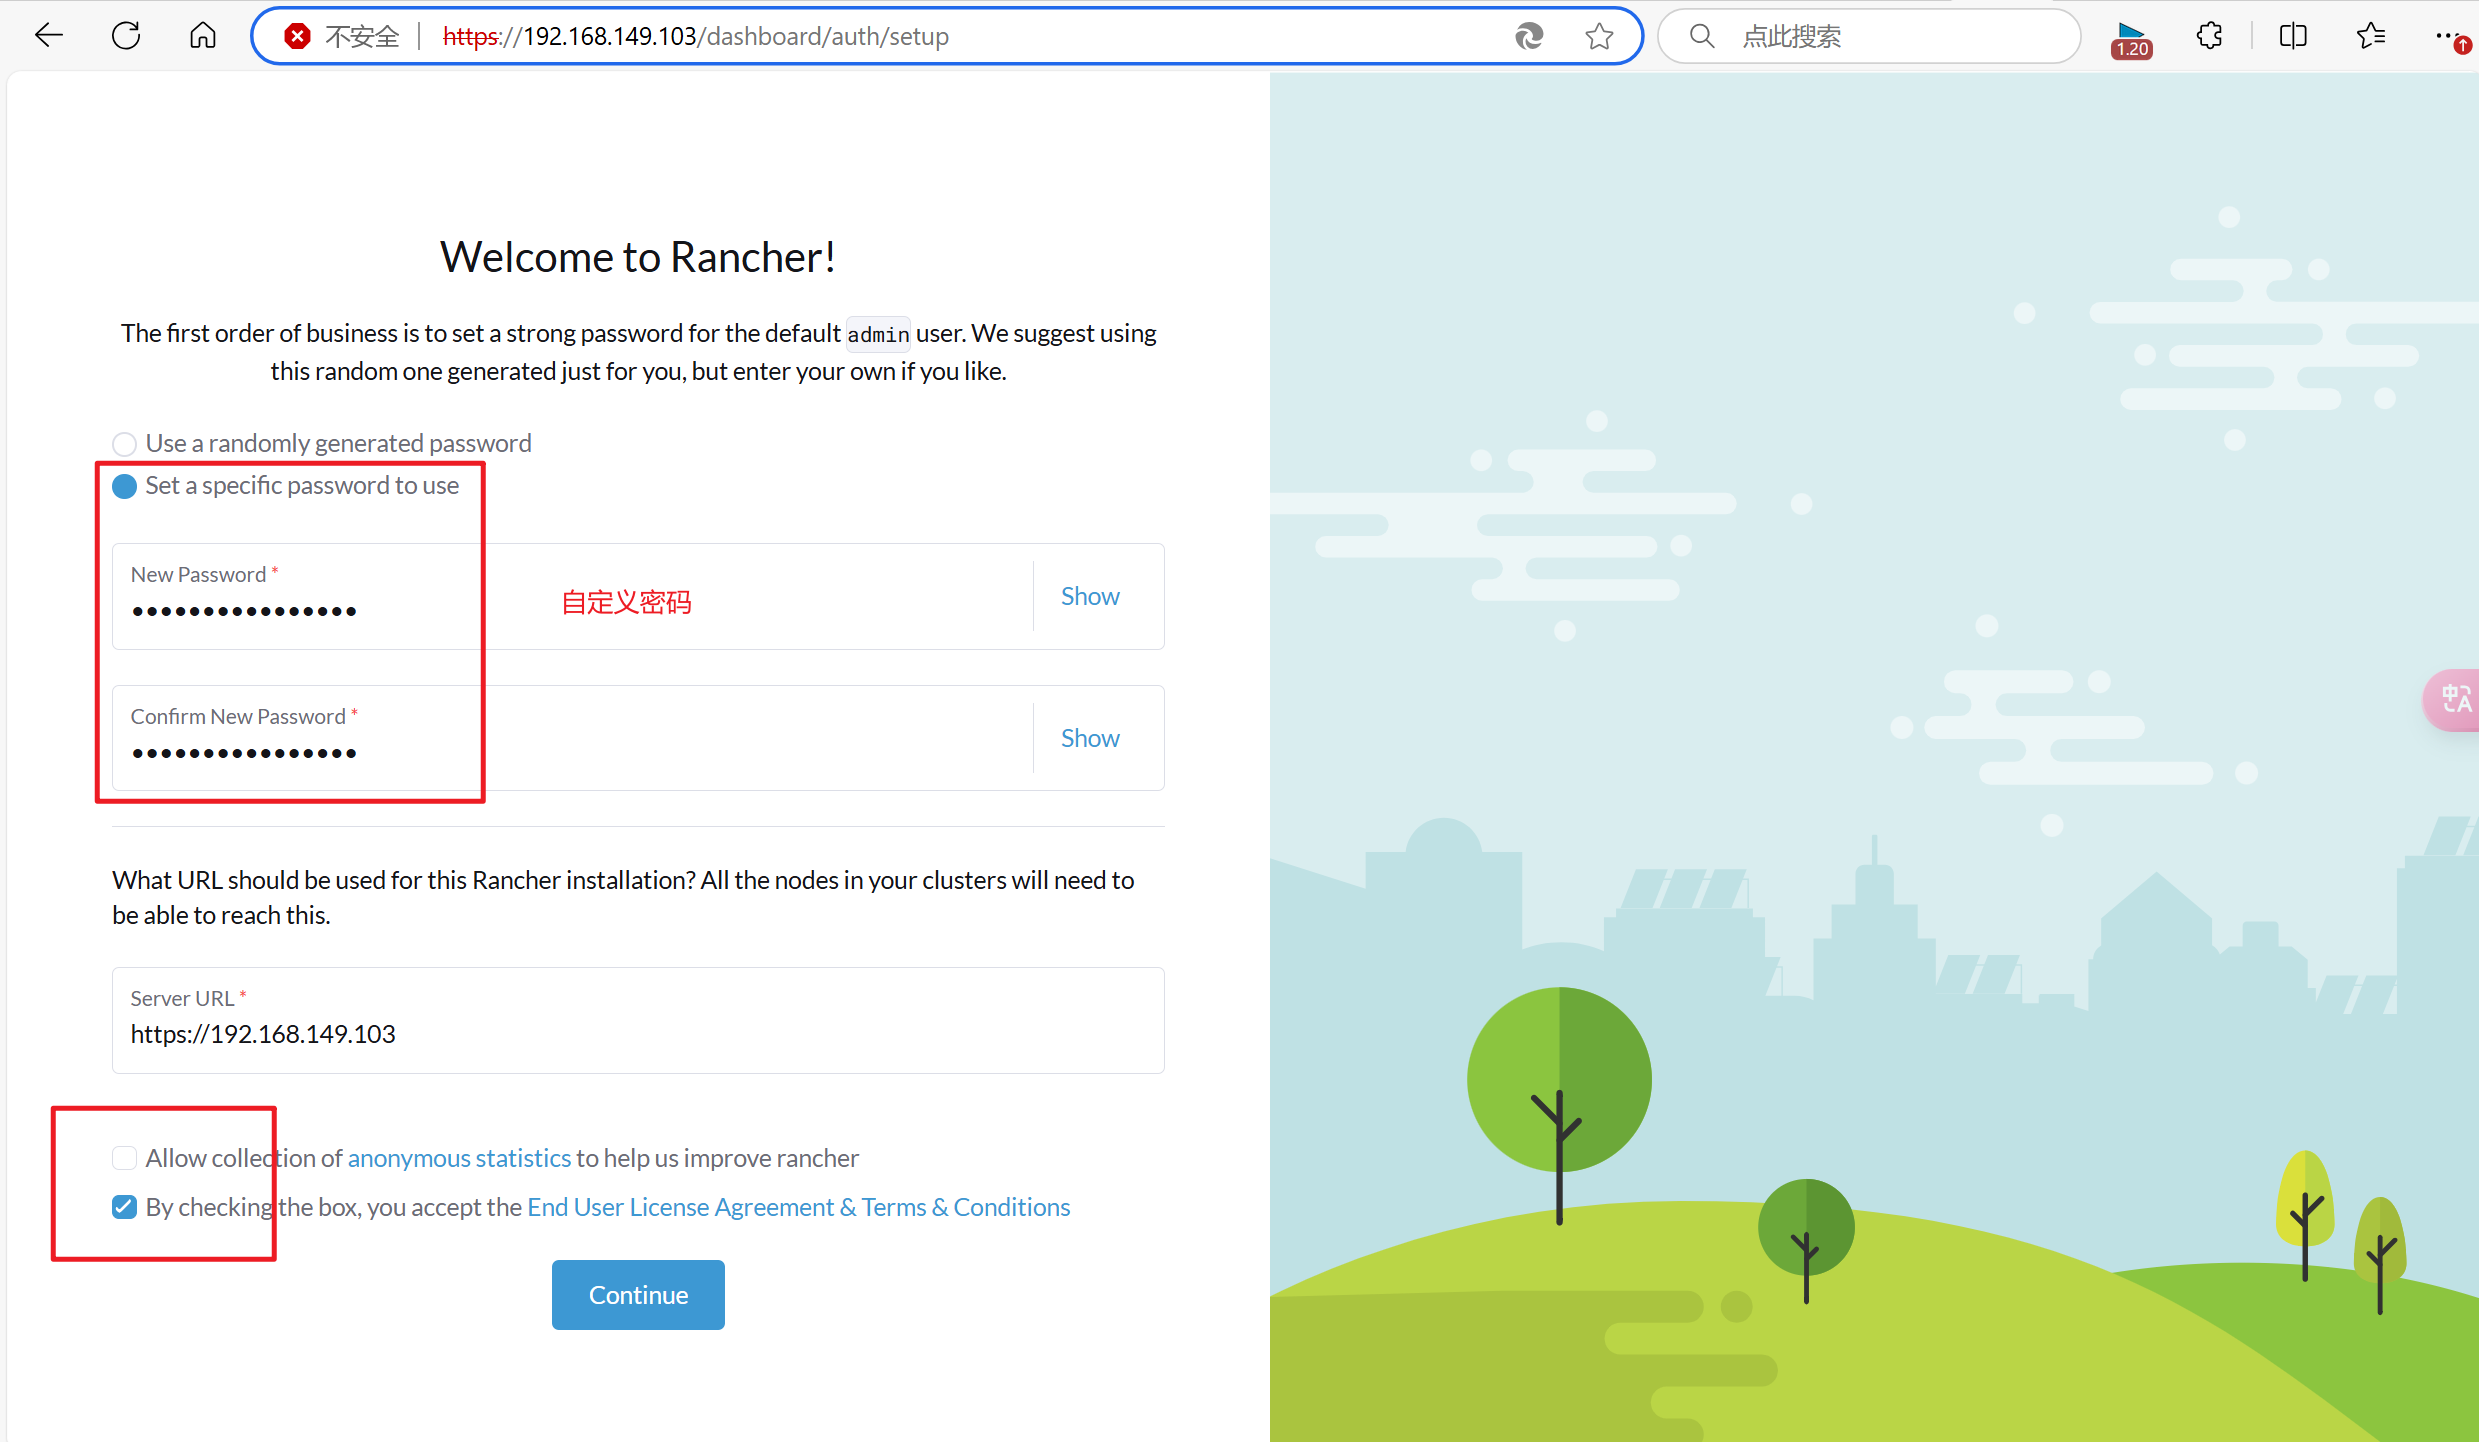 不安全 https://192.168.149.103/dashboard/auth/setup 点此搜索 1.20
Welcome to Rancher!
The first order of business is to set a strong password for the default admin user. We suggest using
this random one generated just for you, but enter your own if you like.
Use a randomly generated password
Set a specific password to use
New Password *
自定义密码
Show
Confirm New Password *
Show
What URL should be used for this Rancher installation? All the nodes in your clusters will need to
be able to reach this.
Server URL *
https://192.168.149.103
Allow collection of anonymous statistics to help us improve rancher
By checking the box, you accept the End User License Agreement & Terms & Conditions
Continue
中A